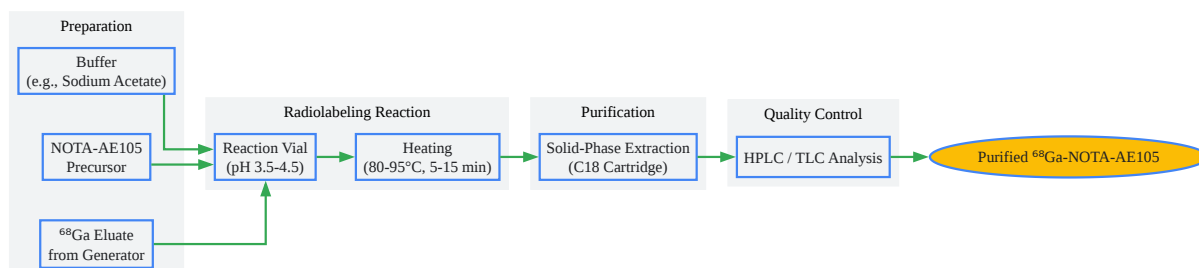 Preparation
Buffer
(e.g., Sodium Acetate)
NOTA-AE105
Precursor
⁶⁸Ga Eluate
from Generator
Radiolabeling Reaction
Reaction Vial
(pH 3.5-4.5)
Heating
(80-95°C, 5-15 min)
Purification
Solid-Phase Extraction
(C18 Cartridge)
Quality Control
HPLC / TLC Analysis
Purified ⁶⁸Ga-NOTA-AE105